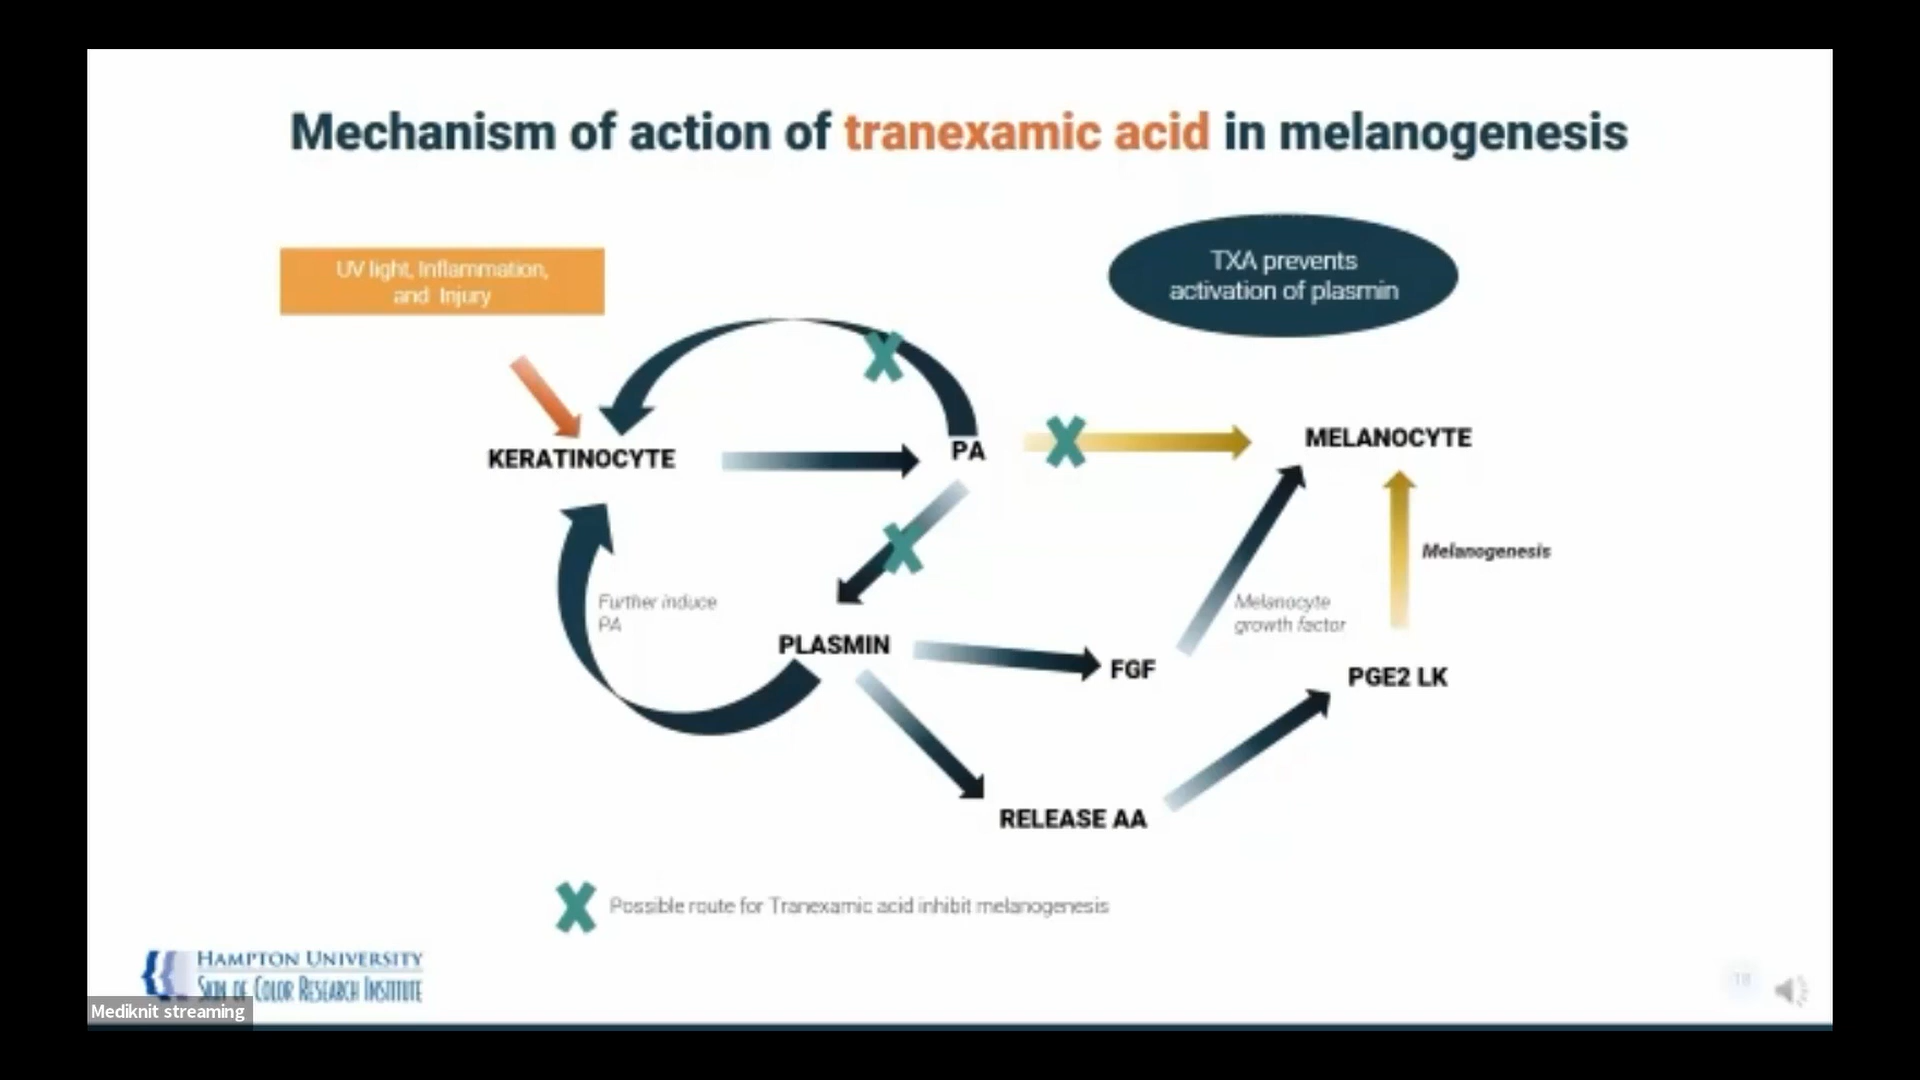 Mechanism of action of tranexamic acid in melanogenesis
UV light, Inflammation,
and Injury
TXA prevents
activation of plasmin
KERATINOCYTE
PA
MELANOCYTE
Melanogenesis
Further induce
PA
Melanocyte
growth factor
PLASMIN
FGF
PGE2 LK
RELEASE AA
Possible route for Tranexamic acid inhibit melanogenesis
HAMPTON UNIVERSITY
SKIN OF COLOR RESEARCH INSTITUTE
18
Mediknit streaming